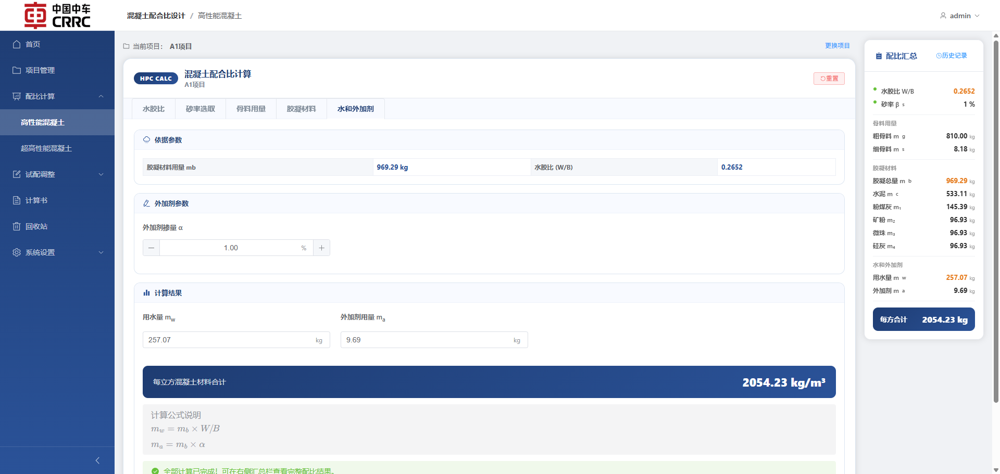 中国中车
CRRC
混凝土配合比设计 / 高性能混凝土
admin
首页
项目管理
配比计算
高性能混凝土
超高性能混凝土
试配调整
计算书
回收站
系统设置
当前项目： A1项目
更换项目
HPC CALC
混凝土配合比计算
A1项目
重置
水胶比 砂率选取 骨料用量 胶凝材料 水和外加剂
依据参数
胶凝材料用量 mb 969.29 kg 水胶比 (W/B) 0.2652
外加剂参数
外加剂掺量 α
1.00 %
计算结果
用水量 mw 外加剂用量 ma
257.07 kg 9.69 kg
每立方混凝土材料合计 2054.23 kg/m³
计算公式说明
mw = mb × W/B
ma = mb × α
全部计算已完成！可在右侧汇总栏查看完整配比结果。
配比汇总 历史记录
水胶比 W/B 0.2652
砂率 β s 1 %
骨料用量
粗骨料 m g 810.00 kg
细骨料 m s 8.18 kg
胶凝材料
胶凝总量 m b 969.29 kg
水泥 m c 533.11 kg
粉煤灰 m₁ 145.39 kg
矿粉 m₂ 96.93 kg
微珠 m₃ 96.93 kg
硅灰 m₄ 96.93 kg
水和外加剂
用水量 m w 257.07 kg
外加剂 m a 9.69 kg
每方合计 2054.23 kg